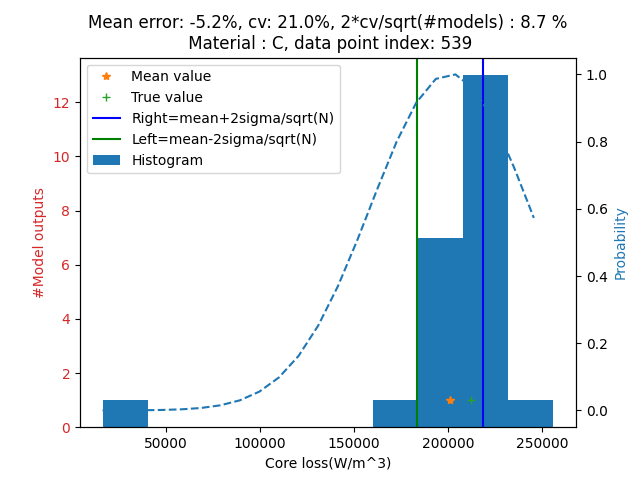 Mean error: -5.2%, cv: 21.0%, 2*cv/sqrt(#models) : 8.7 %
Material : C, data point index: 539
Mean value
True value
Right=mean+2sigma/sqrt(N)
Left=mean-2sigma/sqrt(N)
Histogram
#Model outputs
12
10
8
6
4
2
0
1.0
0.8
0.6
0.4
0.2
0.0
Probability
50000 100000 150000 200000 250000
Core loss(W/m^3)